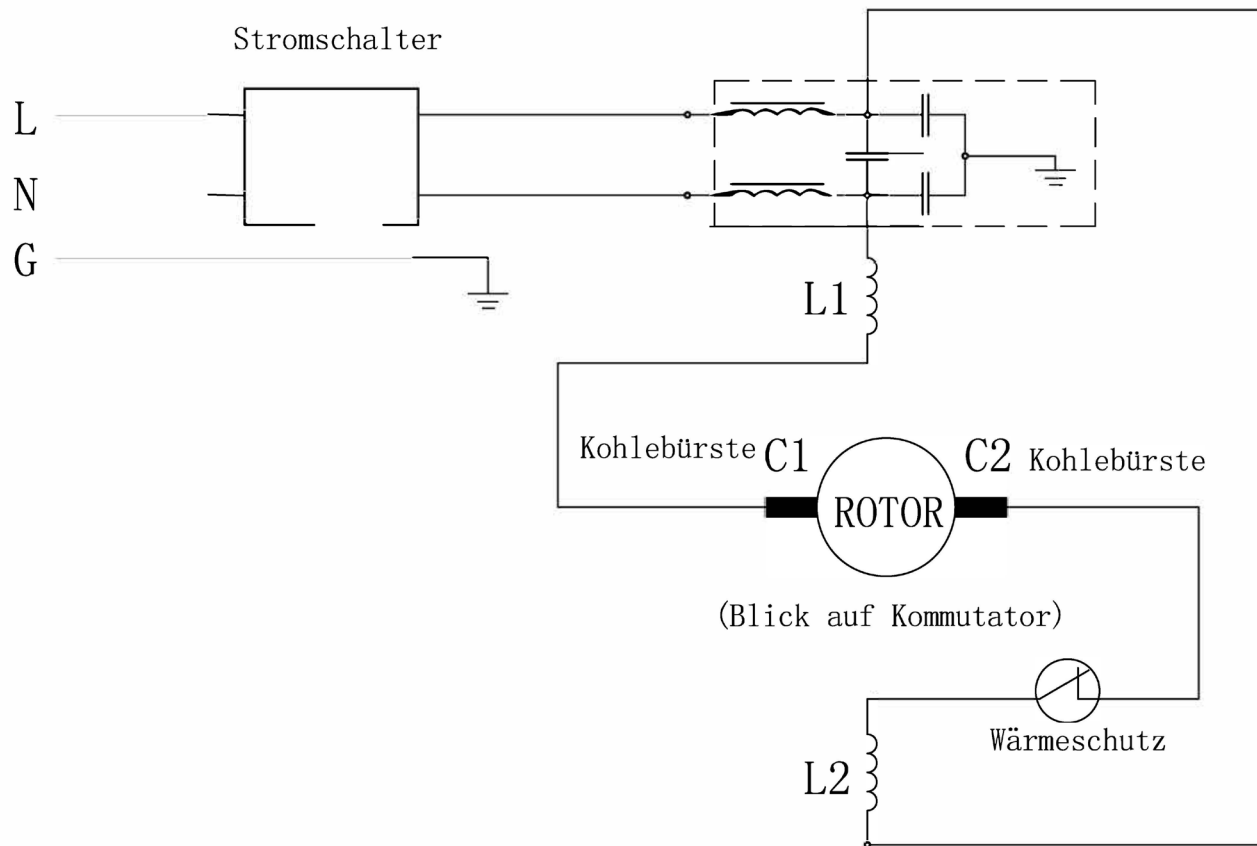 Stromschalter
L
N
G
L1
Kohlebürste C1
C2 Kohlebürste
ROTOR
(Blick auf Kommutator)
Wärmeschutz
L2